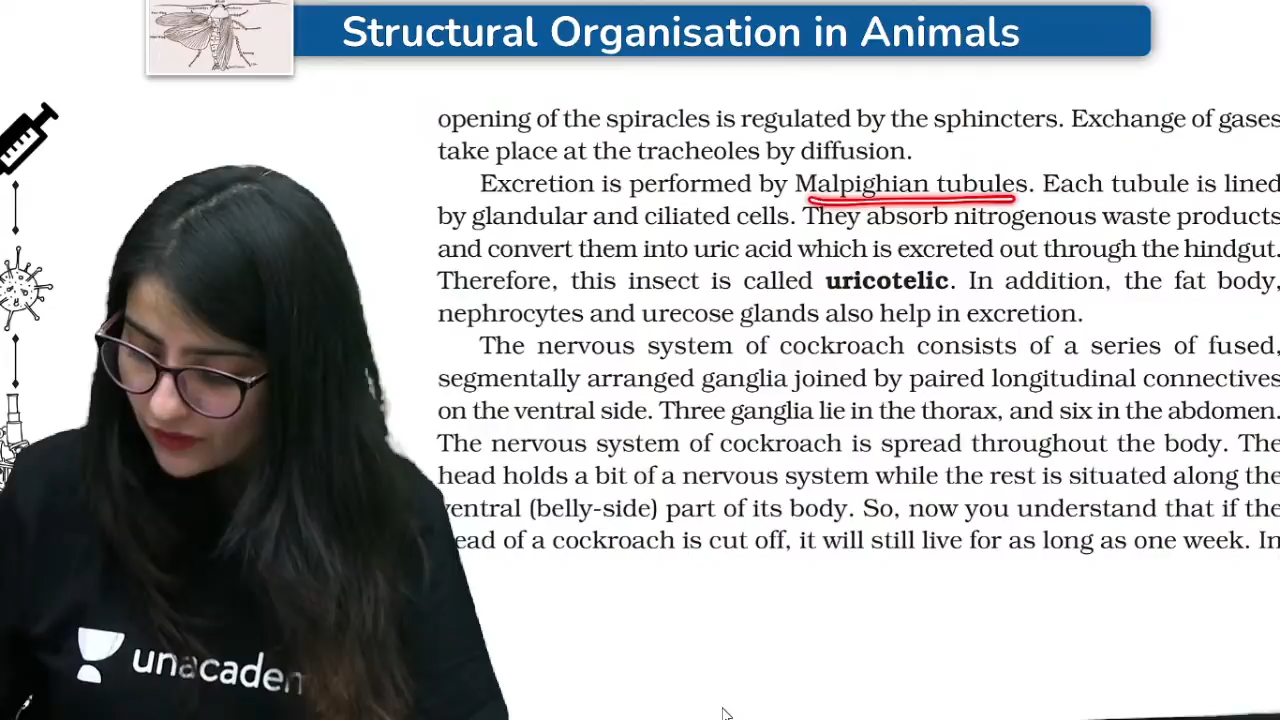 Structural Organisation in Animals
opening of the spiracles is regulated by the sphincters. Exchange of gases
take place at the tracheoles by diffusion.
Excretion is performed by Malpighian tubules. Each tubule is lined
by glandular and ciliated cells. They absorb nitrogenous waste products
and convert them into uric acid which is excreted out through the hindgut.
Therefore, this insect is called uricotelic. In addition, the fat body,
nephrocytes and urecose glands also help in excretion.
The nervous system of cockroach consists of a series of fused,
segmentally arranged ganglia joined by paired longitudinal connectives
on the ventral side. Three ganglia lie in the thorax, and six in the abdomen.
The nervous system of cockroach is spread throughout the body. The
head holds a bit of a nervous system while the rest is situated along the
ventral (belly-side) part of its body. So, now you understand that if the
head of a cockroach is cut off, it will still live for as long as one week. In
unacadem